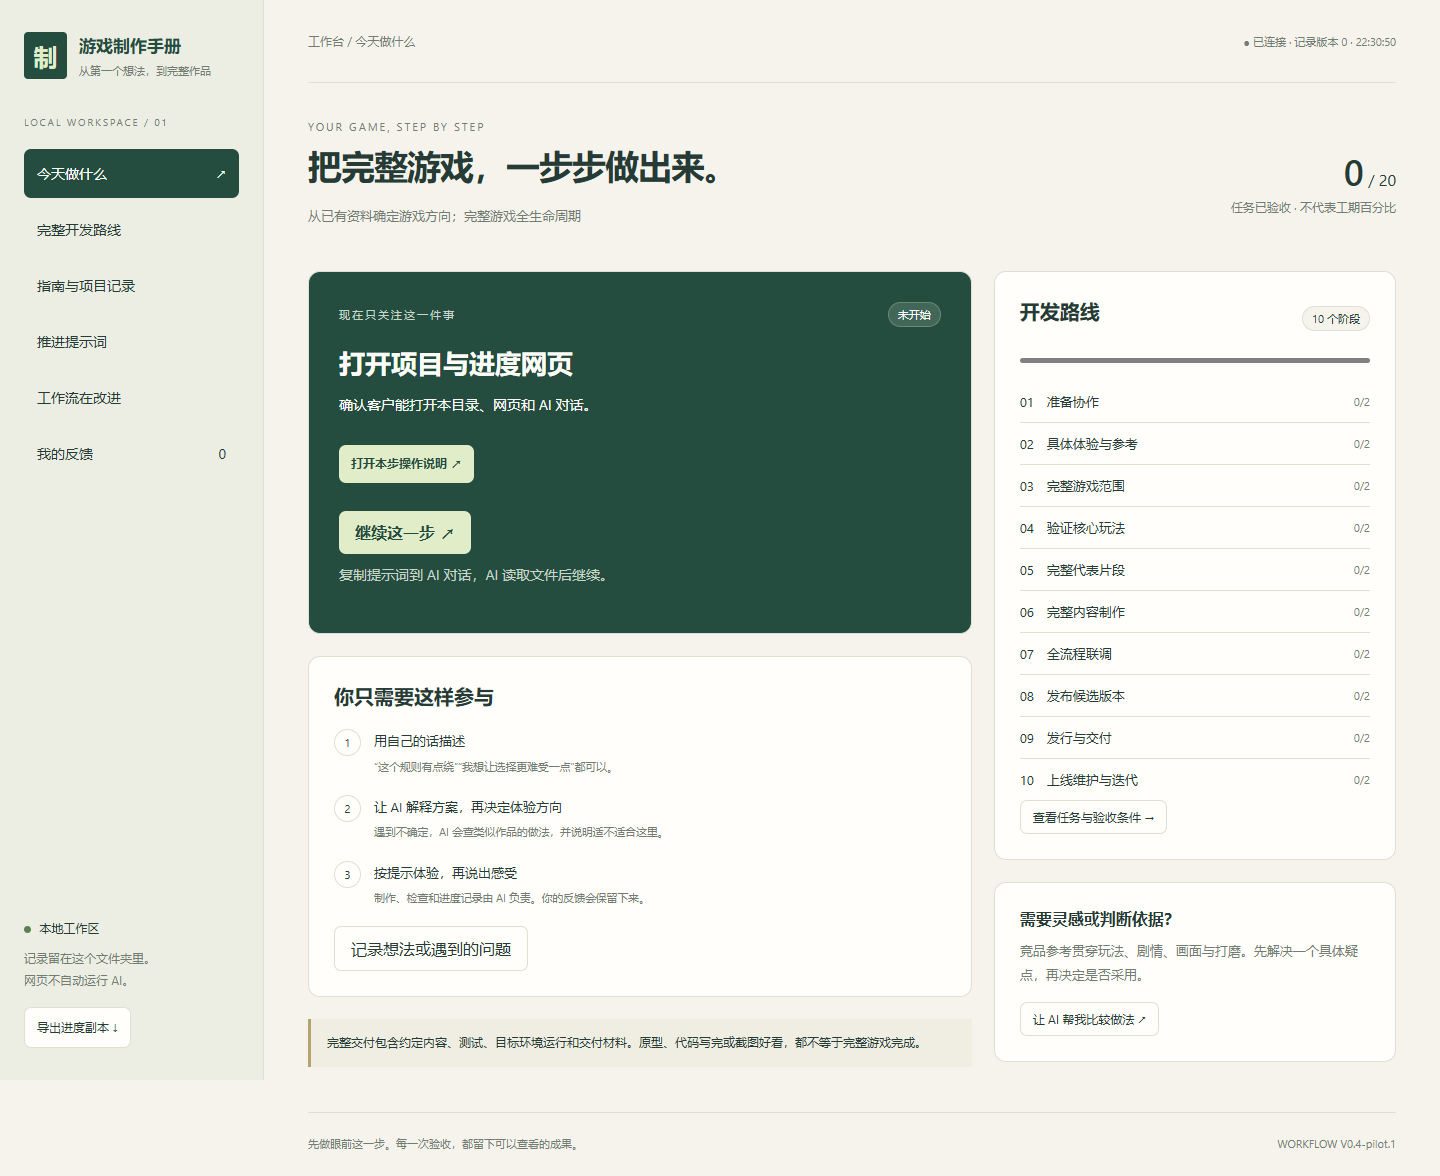 制
游戏制作手册
从第一个想法，到完整作品
LOCAL WORKSPACE / 01
今天做什么 ↗
完整开发路线
指南与项目记录
推进提示词
工作流在改进
我的反馈 0
本地工作区
记录留在这个文件夹里。
网页不自动运行 AI。
导出进度副本 ↓
工作台 / 今天做什么
● 已连接 · 记录版本 0 · 22:30:50
YOUR GAME, STEP BY STEP
把完整游戏，一步步做出来。
从已有资料确定游戏方向；完整游戏全生命周期
0 / 20
任务已验收 · 不代表工期百分比
现在只关注这一件事
未开始
打开项目与进度网页
确认客户能打开本目录、网页和 AI 对话。
打开本步操作说明 ↗
继续这一步 ↗
复制提示词到 AI 对话，AI 读取文件后继续。
你只需要这样参与
1 用自己的话描述
“这个规则有点绕”“我想让选择更难受一点”都可以。
2 让 AI 解释方案，再决定体验方向
遇到不确定，AI 会查类似作品的做法，并说明适不适合这里。
3 按提示体验，再说出感受
制作、检查和进度记录由 AI 负责。你的反馈会保留下来。
记录想法或遇到的问题
完整交付包含约定内容、测试、目标环境运行和交付材料。原型、代码写完或截图好看，都不等于完整游戏完成。
开发路线
10 个阶段
01 准备协作 0/2
02 具体体验与参考 0/2
03 完整游戏范围 0/2
04 验证核心玩法 0/2
05 完整代表片段 0/2
06 完整内容制作 0/2
07 全流程联调 0/2
08 发布候选版本 0/2
09 发行与交付 0/2
10 上线维护与迭代 0/2
查看任务与验收条件 →
需要灵感或判断依据？
竞品参考贯穿玩法、剧情、画面与打磨。先解决一个具体疑
点，再决定是否采用。
让 AI 帮我比较做法 ↗
先做眼前这一步。每一次验收，都留下可以查看的成果。
WORKFLOW V0.4-pilot.1